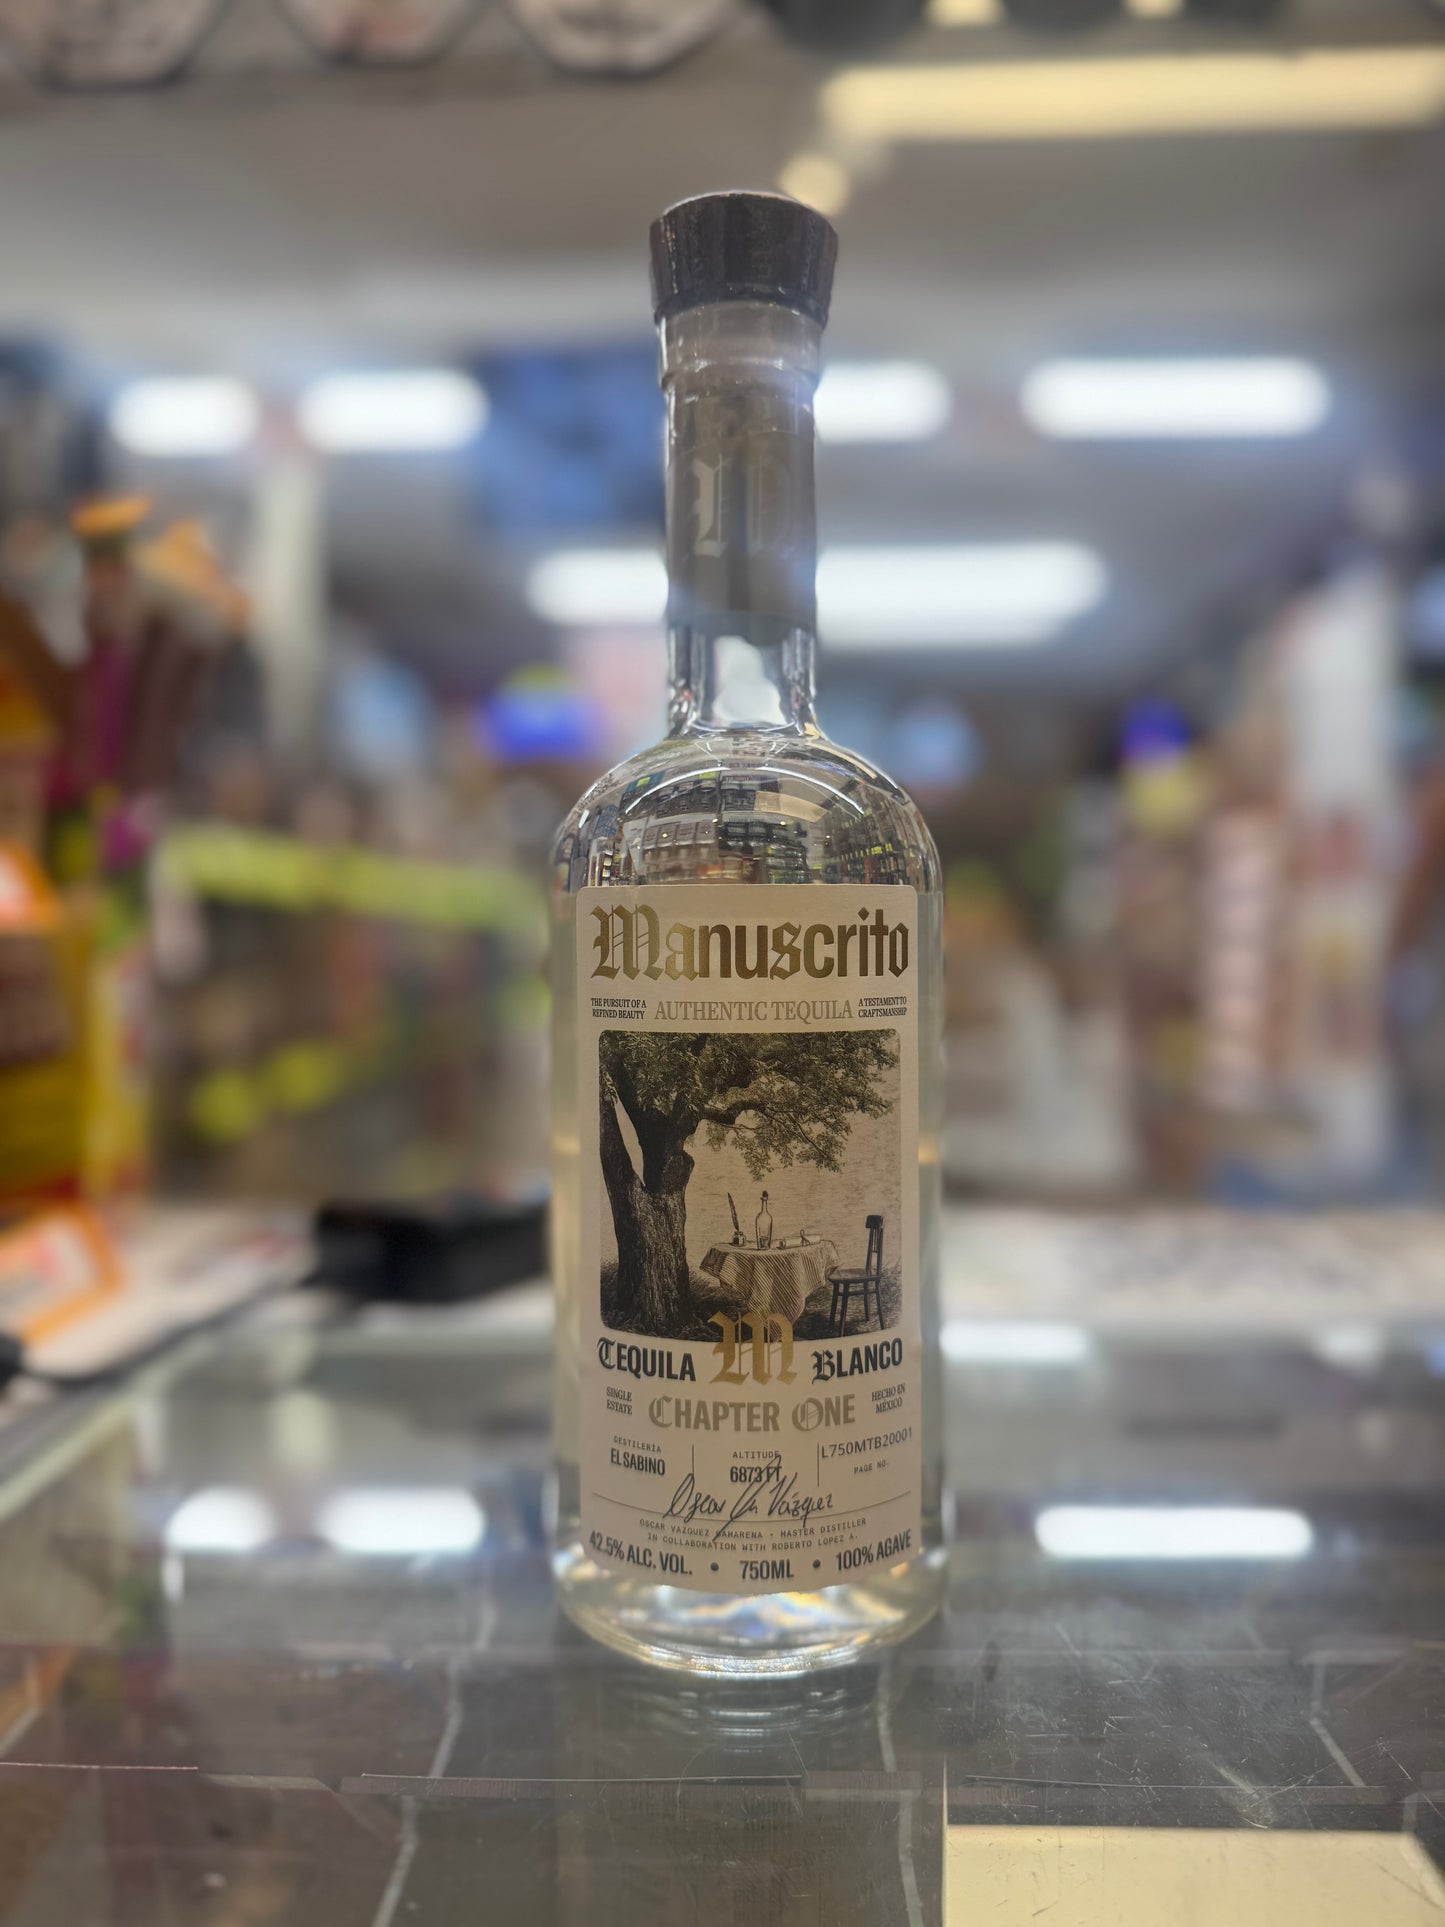 Manuscrito
THE PURSUIT OF A
REFINED BEAUTY
AUTHENTIC TEQUILA
A TESTAMENT TO
CRAFTSMANSHIP
M
TEQUILA
BLANCO
SINGLE
ESTATE
CHAPTER ONE
HECHO EN
MÉXICO
DESTILERÍA
EL SABINO
ALTITUDE
6873 FT
L750MTB20001
PAGE NO.
OSCAR VAZQUEZ CAMARENA • MASTER DISTILLER
IN COLLABORATION WITH ROBERTO LOPEZ A.
42.5% ALC. VOL. • 750ML • 100% AGAVE